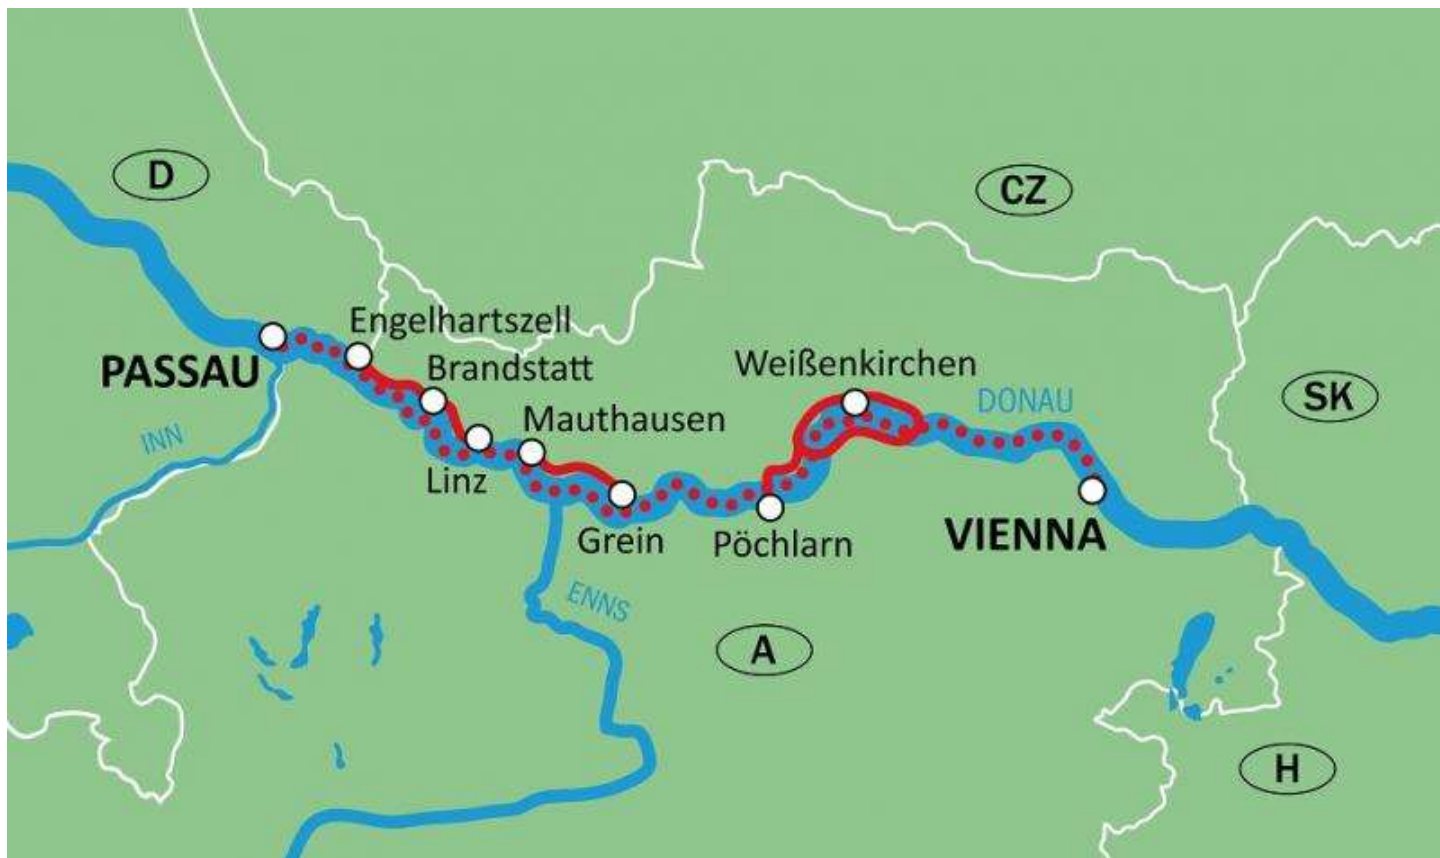 D
CZ
Engelhartszell
PASSAU
Brandstatt
Weißenkirchen
DONAU
SK
Mauthausen
INN
Linz
Grein
Pöchlarn
VIENNA
ENNS
A
H